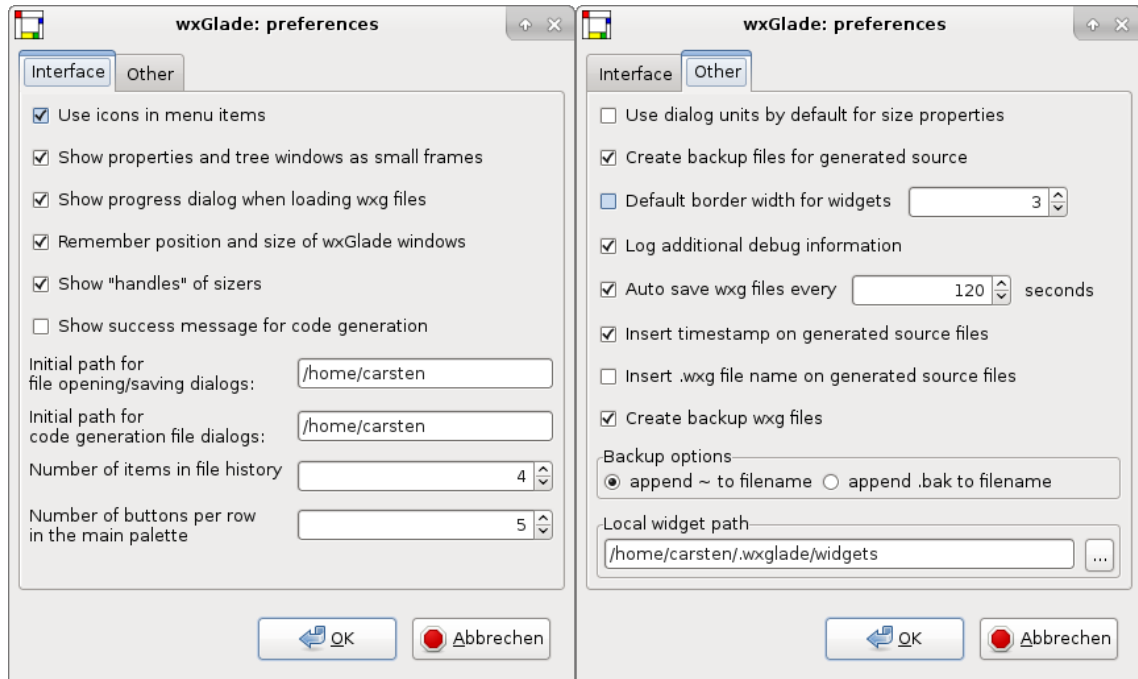 wxGlade: preferences
Interface
Other
Use icons in menu items
Show properties and tree windows as small frames
Show progress dialog when loading wxg files
Remember position and size of wxGlade windows
Show "handles" of sizers
Show success message for code generation
Initial path for
file opening/saving dialogs:
/home/carsten
Initial path for
code generation file dialogs:
/home/carsten
Number of items in file history
4
Number of buttons per row
in the main palette
5
OK
Abbrechen
wxGlade: preferences
Interface
Other
Use dialog units by default for size properties
Create backup files for generated source
Default border width for widgets
3
Log additional debug information
Auto save wxg files every
120
seconds
Insert timestamp on generated source files
Insert .wxg file name on generated source files
Create backup wxg files
Backup options
append ~ to filename
append .bak to filename
Local widget path
/home/carsten/.wxglade/widgets
...
OK
Abbrechen